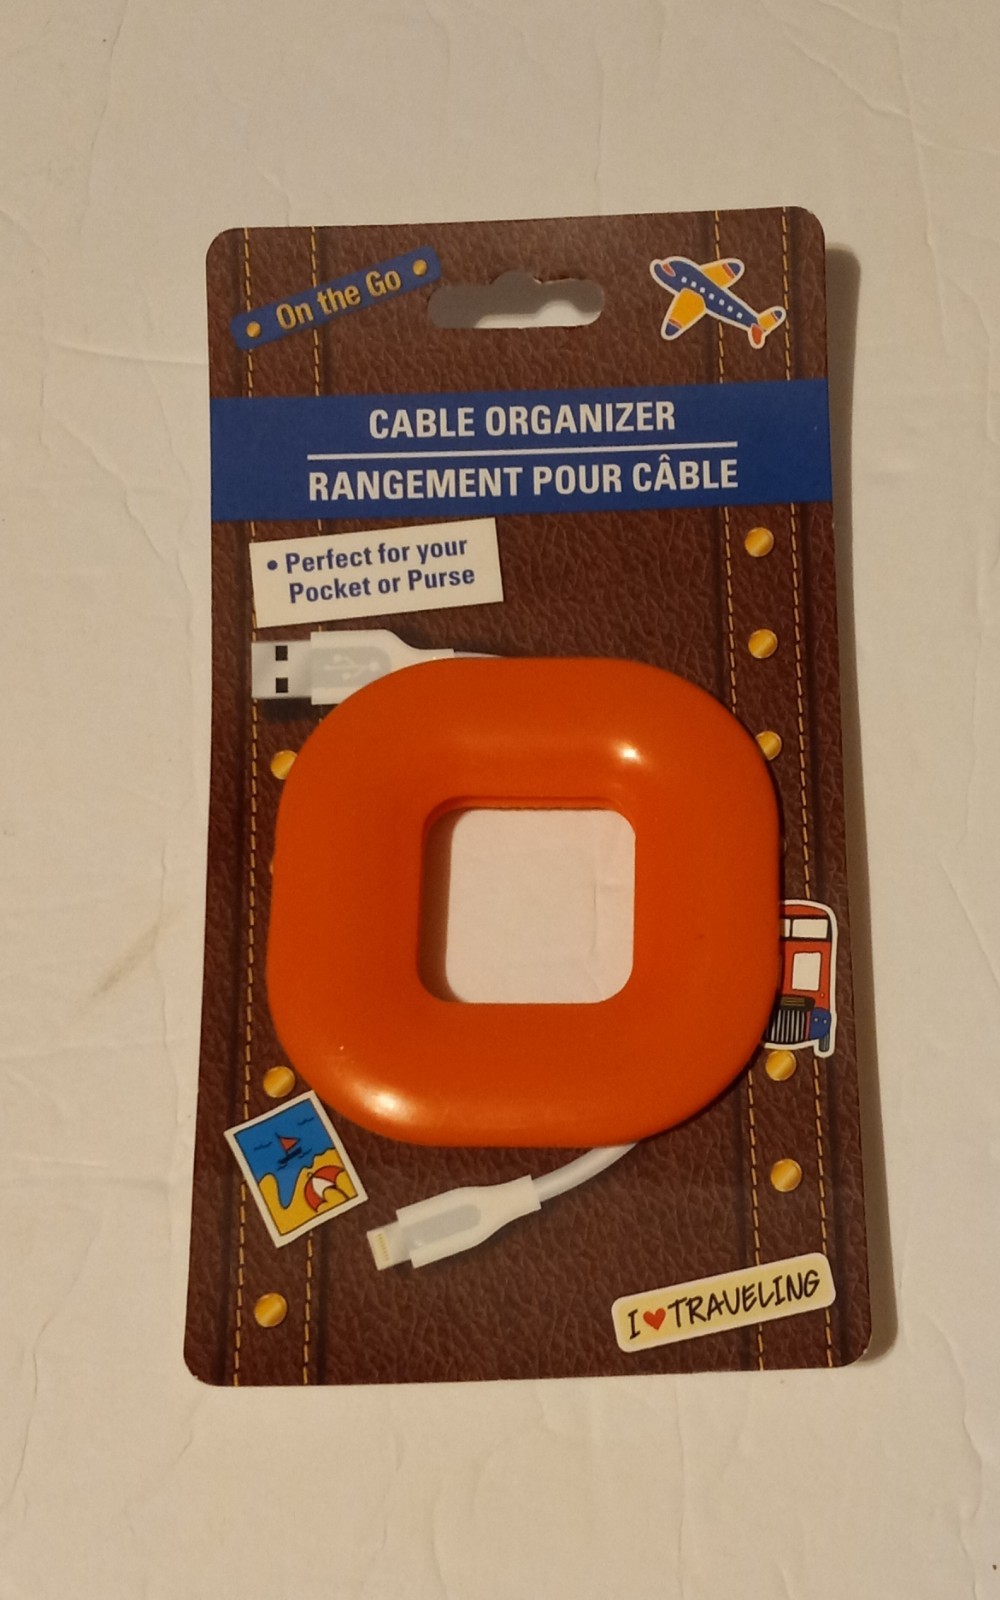 On the Go
CABLE ORGANIZER
RANGEMENT POUR CÂBLE
• Perfect for your
Pocket or Purse
I ♥ TRAVELING